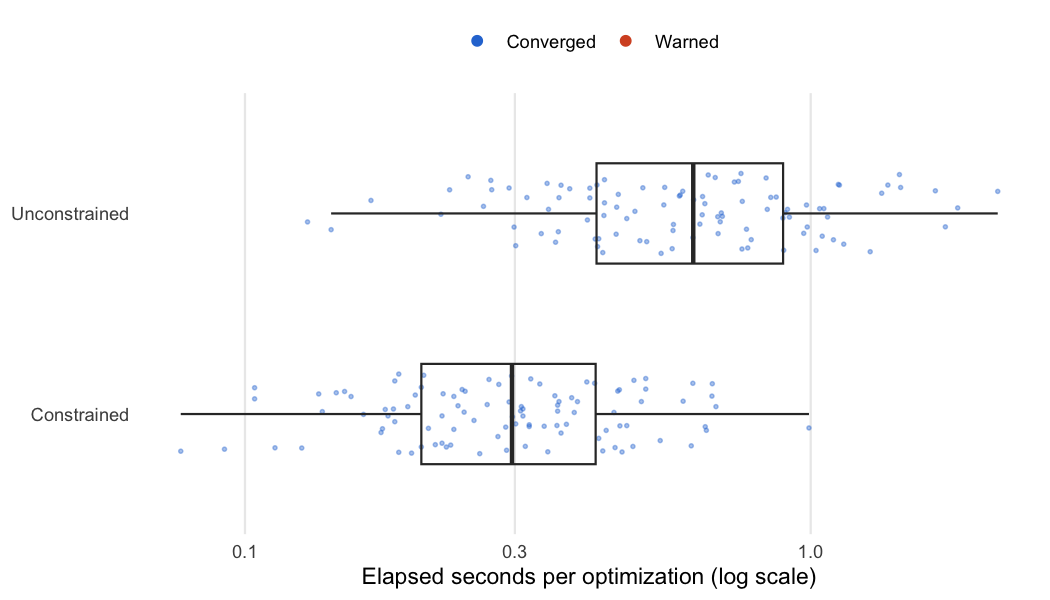 Converged Warned
Unconstrained
Constrained
0.1 0.3 1.0
Elapsed seconds per optimization (log scale)